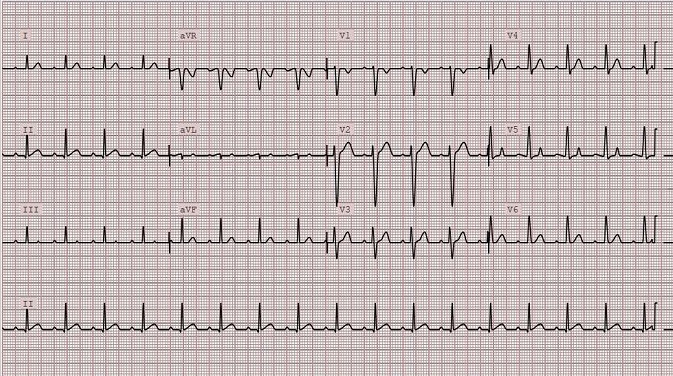 I aVR V1 V4
II aVL V2 V5
III aVF V3 V6
II